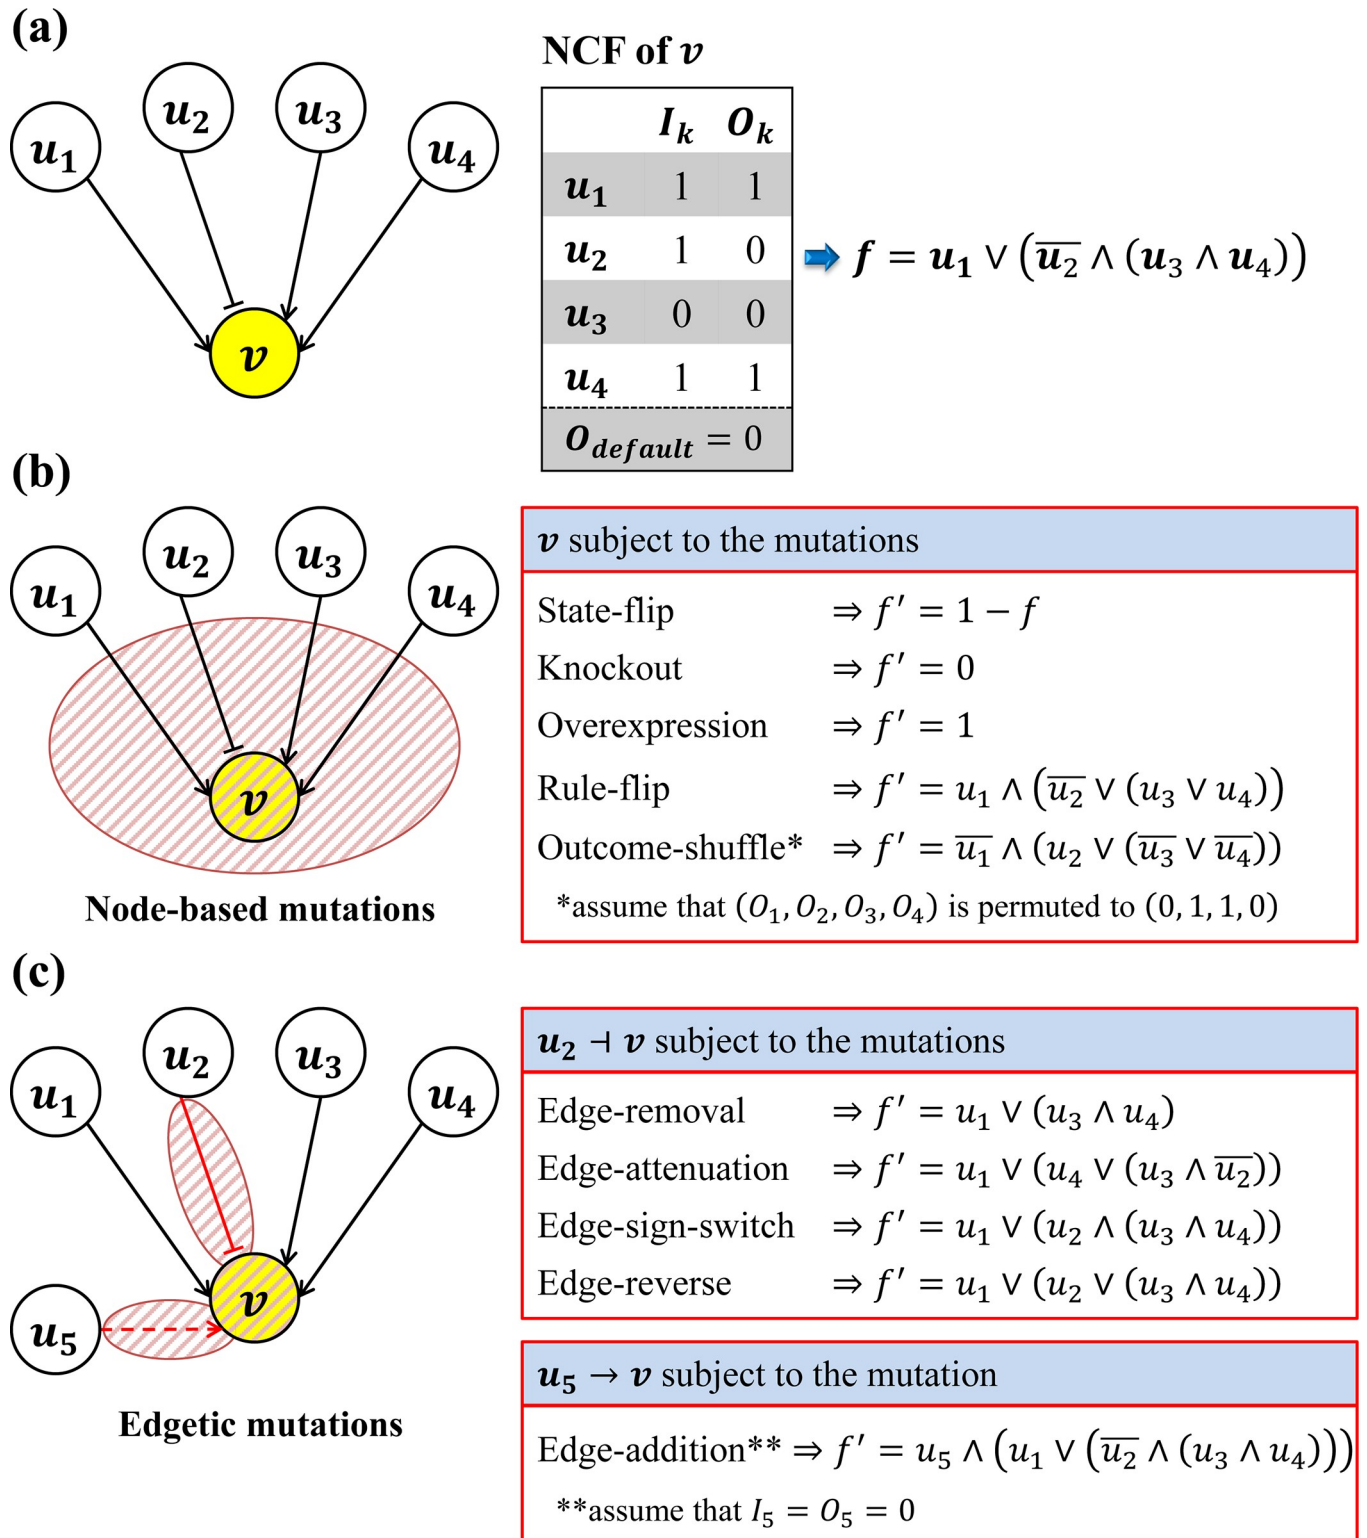 (a)
u₁
u₂
u₃
u₄
v
NCF of v
Iₖ Oₖ
u₁ 1 1
u₂ 1 0
u₃ 0 0
u₄ 1 1
O_default = 0
f = u₁ ∨ (u̅₂ ∧ (u₃ ∧ u₄))
(b)
u₁
u₂
u₃
u₄
v
Node-based mutations
v subject to the mutations
State-flip ⇒ f′ = 1 − f
Knockout ⇒ f′ = 0
Overexpression ⇒ f′ = 1
Rule-flip ⇒ f′ = u₁ ∧ (u̅₂ ∨ (u₃ ∨ u₄))
Outcome-shuffle* ⇒ f′ = u̅₁ ∧ (u₂ ∨ (u̅₃ ∨ u̅₄))
*assume that (O₁, O₂, O₃, O₄) is permuted to (0, 1, 1, 0)
(c)
u₁
u₂
u₃
u₄
v
u₅
Edgetic mutations
u₂ ⊣ v subject to the mutations
Edge-removal ⇒ f′ = u₁ ∨ (u₃ ∧ u₄)
Edge-attenuation ⇒ f′ = u₁ ∨ (u₄ ∨ (u₃ ∧ u̅₂))
Edge-sign-switch ⇒ f′ = u₁ ∨ (u₂ ∧ (u₃ ∧ u₄))
Edge-reverse ⇒ f′ = u₁ ∨ (u₂ ∨ (u₃ ∧ u₄))
u₅ → v subject to the mutation
Edge-addition** ⇒ f′ = u₅ ∧ (u₁ ∨ (u̅₂ ∧ (u₃ ∧ u₄)))
**assume that I₅ = O₅ = 0